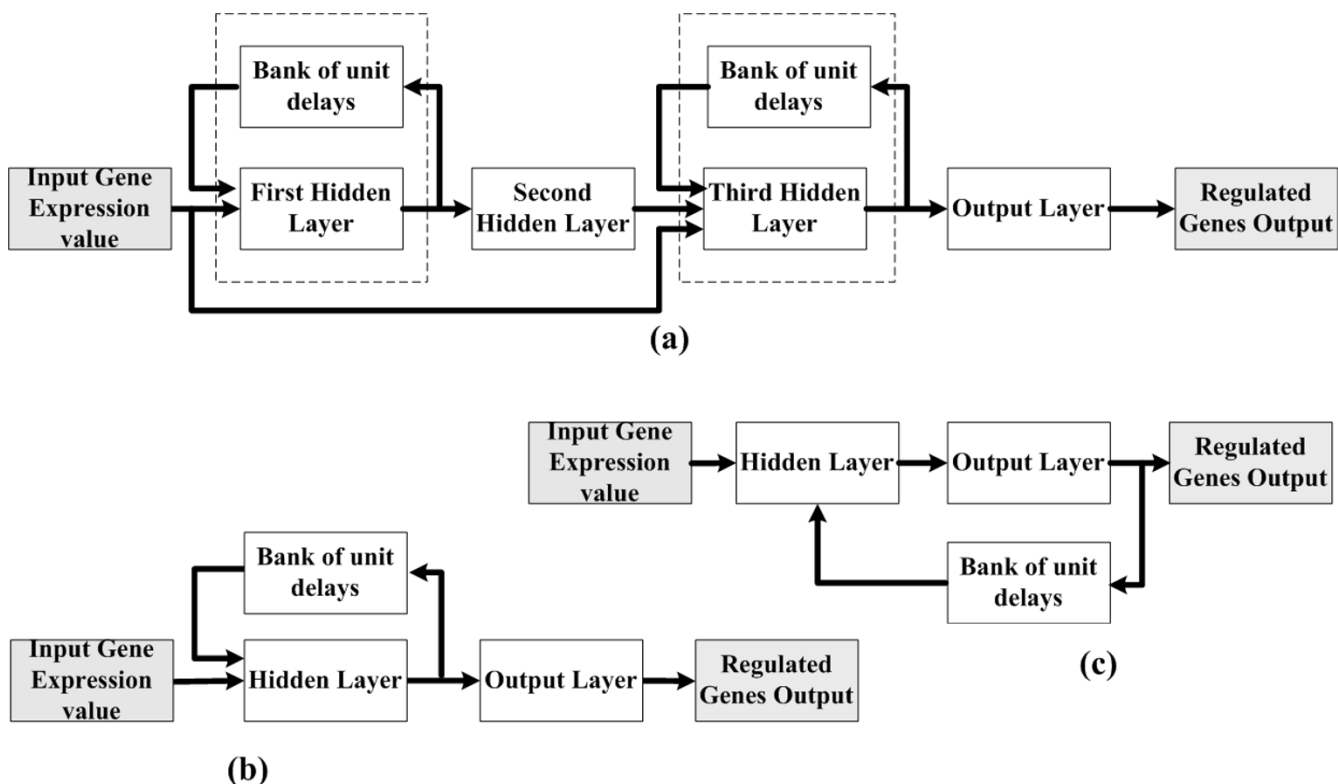 Bank of unit
delays
Bank of unit
delays
Input Gene
Expression
value
First Hidden
Layer
Second
Hidden Layer
Third Hidden
Layer
Output Layer
Regulated
Genes Output
(a)
Input Gene
Expression
value
Hidden Layer
Output Layer
Regulated
Genes Output
Bank of unit
delays
(c)
Bank of unit
delays
Input Gene
Expression
value
Hidden Layer
Output Layer
Regulated
Genes Output
(b)